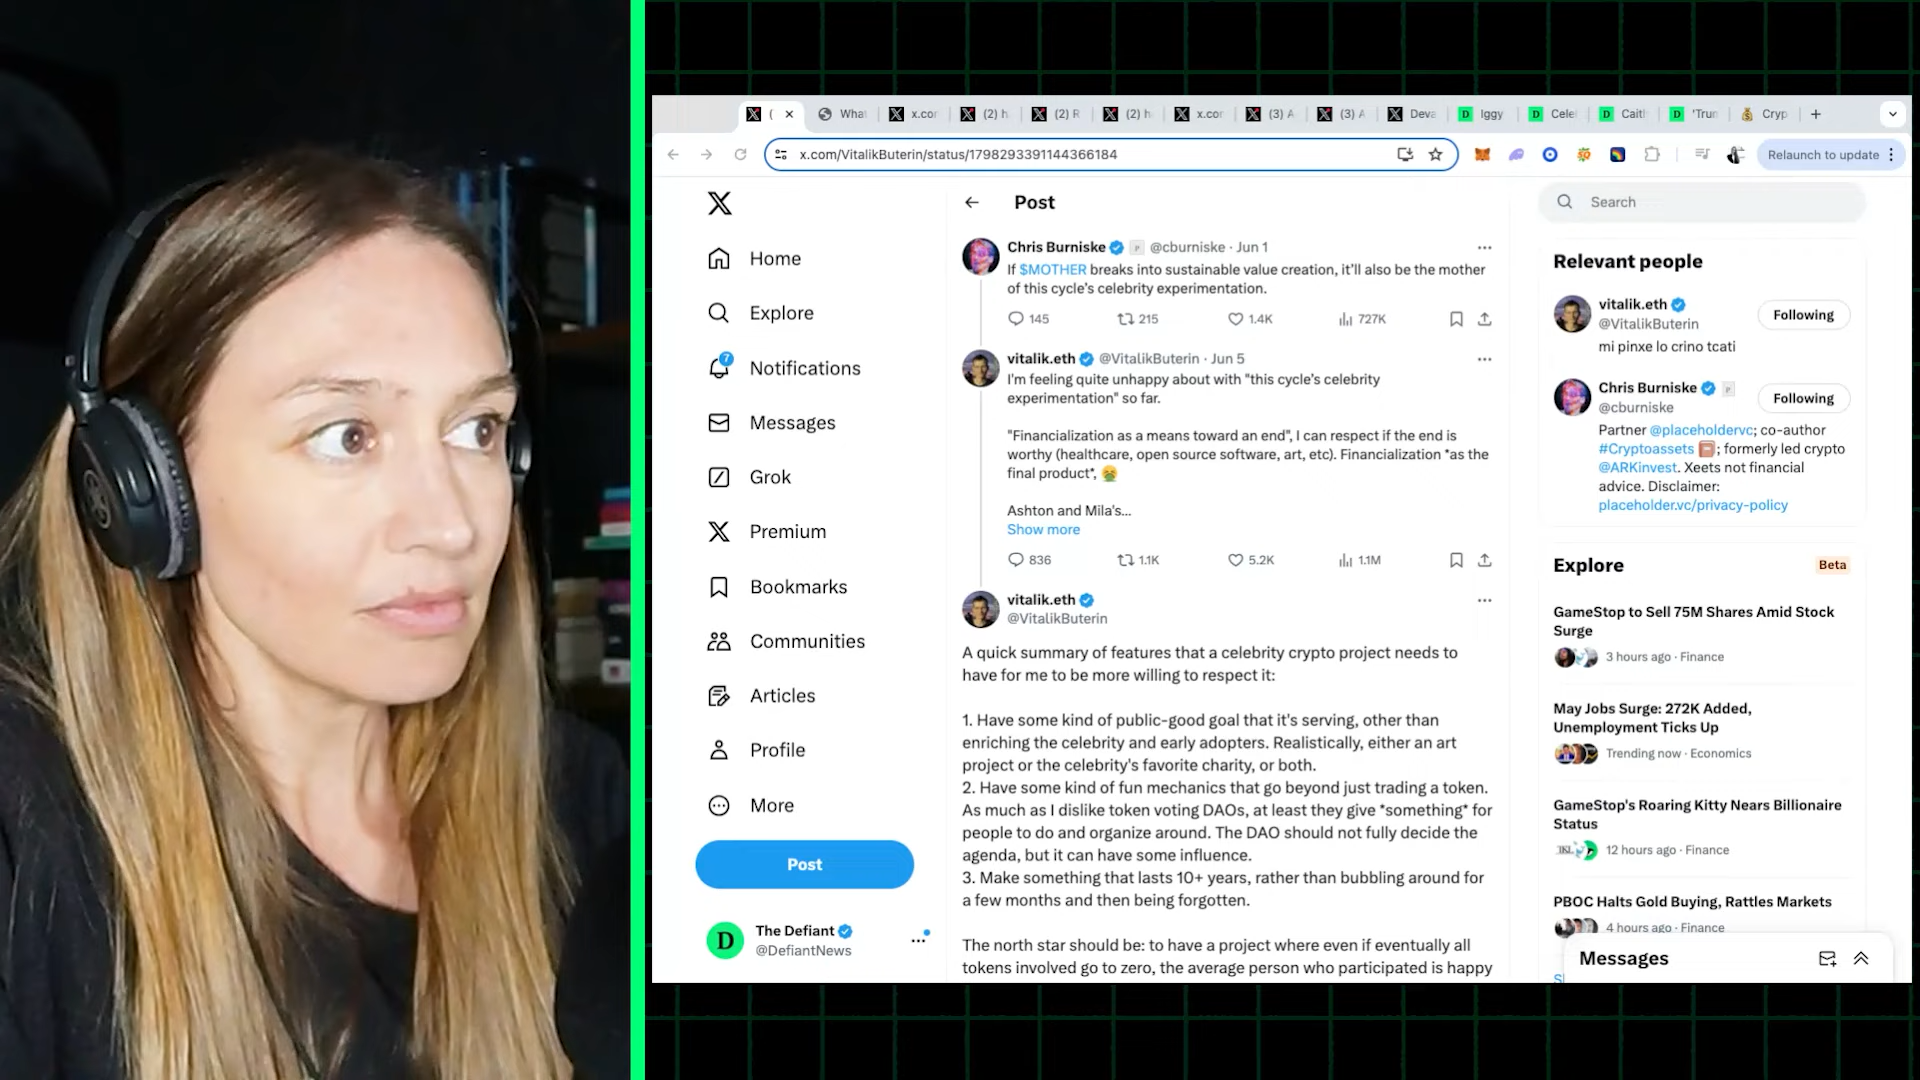 ( 
What
x.cor
(2) h
(2) R
(2) h
x.cor
(3) A
(3) A
Deva
Iggy
Cele
Caitl
'Trun
Cryp
x.com/VitalikButerin/status/1798293391144366184
Relaunch to update
Home
Explore
7
Notifications
Messages
Grok
Premium
Bookmarks
Communities
Articles
Profile
More
Post
D
The Defiant
@DefiantNews
Post
Chris Burniske @cburniske · Jun 1
If $MOTHER breaks into sustainable value creation, it'll also be the mother
of this cycle's celebrity experimentation.
145 215 1.4K 727K
vitalik.eth @VitalikButerin · Jun 5
I'm feeling quite unhappy about with "this cycle's celebrity
experimentation" so far.
"Financialization as a means toward an end", I can respect if the end is
worthy (healthcare, open source software, art, etc). Financialization *as the
final product*, 🤮
Ashton and Mila's...
Show more
836 1.1K 5.2K 1.1M
vitalik.eth
@VitalikButerin
A quick summary of features that a celebrity crypto project needs to
have for me to be more willing to respect it:
1. Have some kind of public-good goal that it's serving, other than
enriching the celebrity and early adopters. Realistically, either an art
project or the celebrity's favorite charity, or both.
2. Have some kind of fun mechanics that go beyond just trading a token.
As much as I dislike token voting DAOs, at least they give *something* for
people to do and organize around. The DAO should not fully decide the
agenda, but it can have some influence.
3. Make something that lasts 10+ years, rather than bubbling around for
a few months and then being forgotten.
The north star should be: to have a project where even if eventually all
tokens involved go to zero, the average person who participated is happy
Search
Relevant people
vitalik.eth
@VitalikButerin
Following
mi pinxe lo crino tcati
Chris Burniske
@cburniske
Following
Partner @placeholdervc; co-author
#Cryptoassets 📕; formerly led crypto
@ARKinvest. Xeets not financial
advice. Disclaimer:
placeholder.vc/privacy-policy
Explore
Beta
GameStop to Sell 75M Shares Amid Stock
Surge
3 hours ago · Finance
May Jobs Surge: 272K Added,
Unemployment Ticks Up
Trending now · Economics
GameStop's Roaring Kitty Nears Billionaire
Status
12 hours ago · Finance
PBOC Halts Gold Buying, Rattles Markets
4 hours ago · Finance
Messages